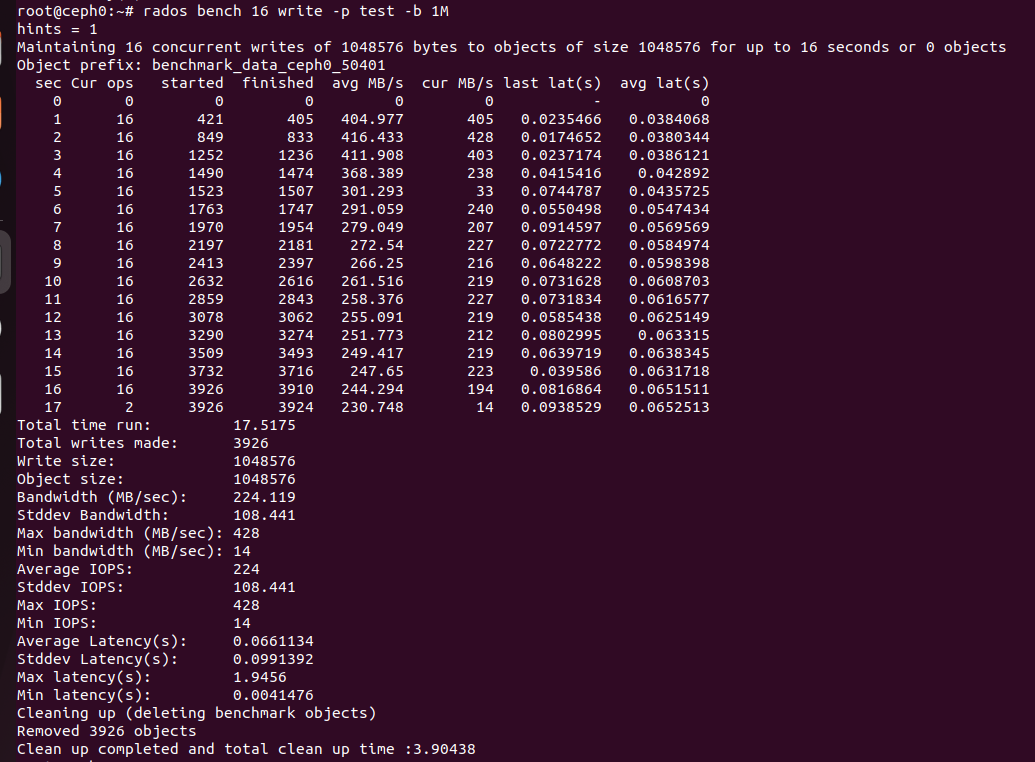 root@ceph0:~# rados bench 16 write -p test -b 1M
hints = 1
Maintaining 16 concurrent writes of 1048576 bytes to objects of size 1048576 for up to 16 seconds or 0 objects
Object prefix: benchmark_data_ceph0_50401
  sec Cur ops   started  finished  avg MB/s  cur MB/s last lat(s)  avg lat(s)
    0       0         0         0         0         0           -           0
    1      16       421       405   404.977       405   0.0235466   0.0384068
    2      16       849       833   416.433       428   0.0174652   0.0380344
    3      16      1252      1236   411.908       403   0.0237174   0.0386121
    4      16      1490      1474   368.389       238   0.0415416    0.042892
    5      16      1523      1507   301.293        33   0.0744787   0.0435725
    6      16      1763      1747   291.059       240   0.0550498   0.0547434
    7      16      1970      1954   279.049       207   0.0914597   0.0569569
    8      16      2197      2181    272.54       227   0.0722772   0.0584974
    9      16      2413      2397    266.25       216   0.0648222   0.0598398
   10      16      2632      2616   261.516       219   0.0731628   0.0608703
   11      16      2859      2843   258.376       227   0.0731834   0.0616577
   12      16      3078      3062   255.091       219   0.0585438   0.0625149
   13      16      3290      3274   251.773       212   0.0802995    0.063315
   14      16      3509      3493   249.417       219   0.0639719   0.0638345
   15      16      3732      3716    247.65       223    0.039586   0.0631718
   16      16      3926      3910   244.294       194   0.0816864   0.0651511
   17       2      3926      3924   230.748        14   0.0938529   0.0652513
Total time run:         17.5175
Total writes made:      3926
Write size:             1048576
Object size:            1048576
Bandwidth (MB/sec):     224.119
Stddev Bandwidth:       108.441
Max bandwidth (MB/sec): 428
Min bandwidth (MB/sec): 14
Average IOPS:           224
Stddev IOPS:            108.441
Max IOPS:               428
Min IOPS:               14
Average Latency(s):     0.0661134
Stddev Latency(s):      0.0991392
Max latency(s):         1.9456
Min latency(s):         0.0041476
Cleaning up (deleting benchmark objects)
Removed 3926 objects
Clean up completed and total clean up time :3.90438